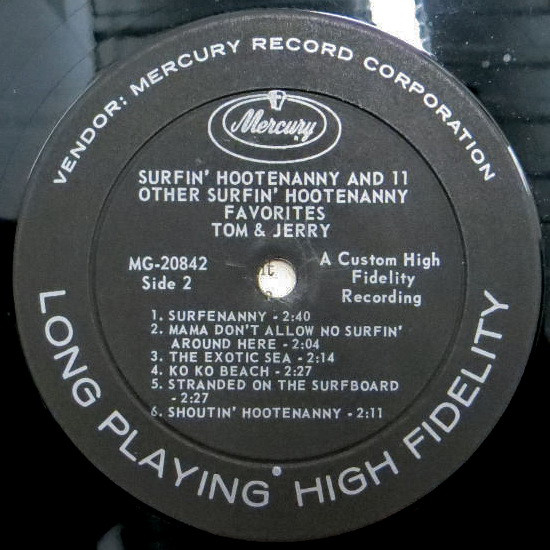 VENDOR: MERCURY RECORD CORPORATION
Mercury
SURFIN' HOOTENANNY AND 11
OTHER SURFIN' HOOTENANNY
FAVORITES
TOM & JERRY
MG-20842
Side 2
A Custom High
Fidelity
Recording
1. SURFENANNY - 2:40
2. MAMA DON'T ALLOW NO SURFIN'
AROUND HERE - 2:04
3. THE EXOTIC SEA - 2:14
4. KO KO BEACH - 2:27
5. STRANDED ON THE SURFBOARD
- 2:27
6. SHOUTIN' HOOTENANNY - 2:11
LONG PLAYING® HIGH FIDELITY